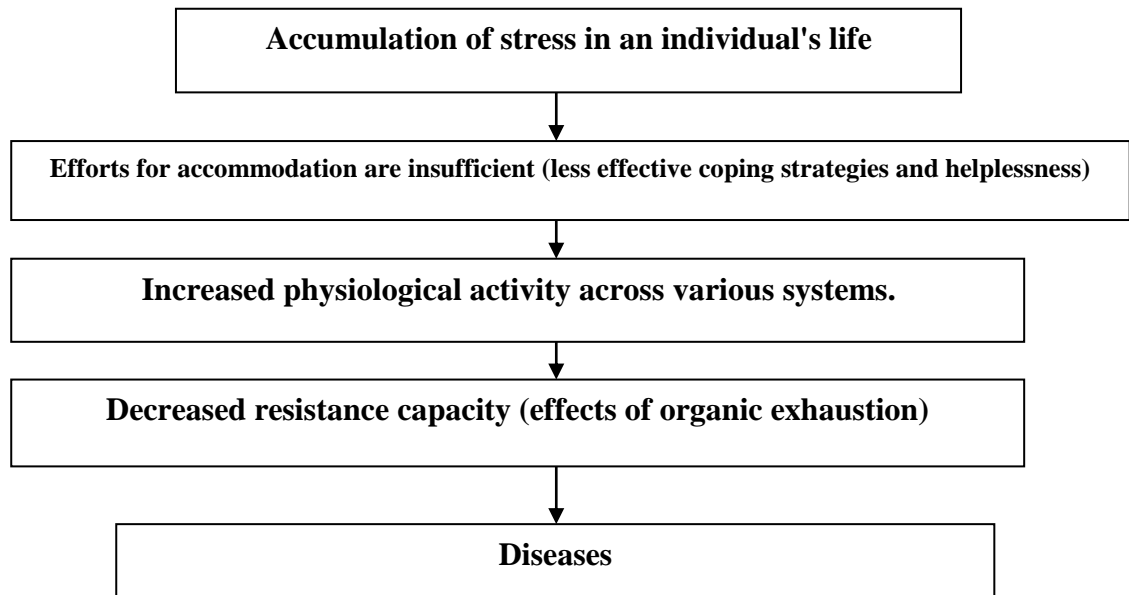 Accumulation of stress in an individual's life
Efforts for accommodation are insufficient (less effective coping strategies and helplessness)
Increased physiological activity across various systems.
Decreased resistance capacity (effects of organic exhaustion)
Diseases